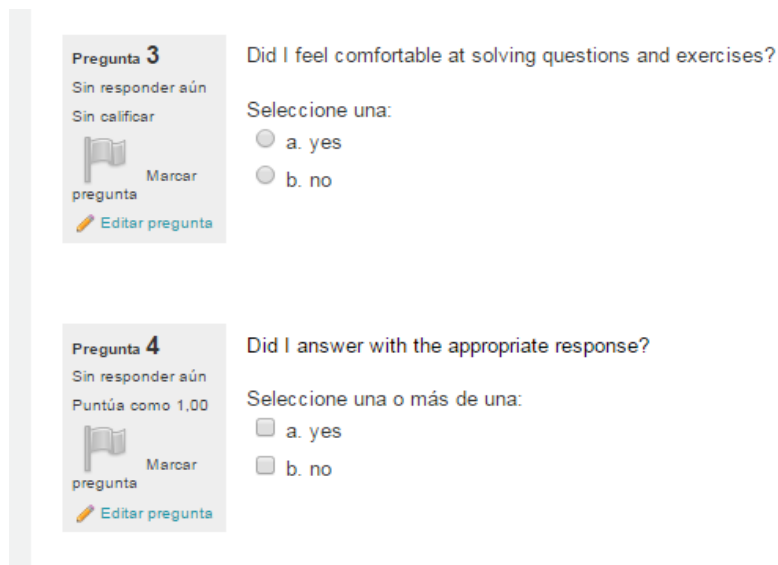 Pregunta 3
Sin responder aún
Sin calificar
Marcar
pregunta
Editar pregunta
Did I feel comfortable at solving questions and exercises?
Seleccione una:
a. yes
b. no
Pregunta 4
Sin responder aún
Puntúa como 1,00
Marcar
pregunta
Editar pregunta
Did I answer with the appropriate response?
Seleccione una o más de una:
a. yes
b. no